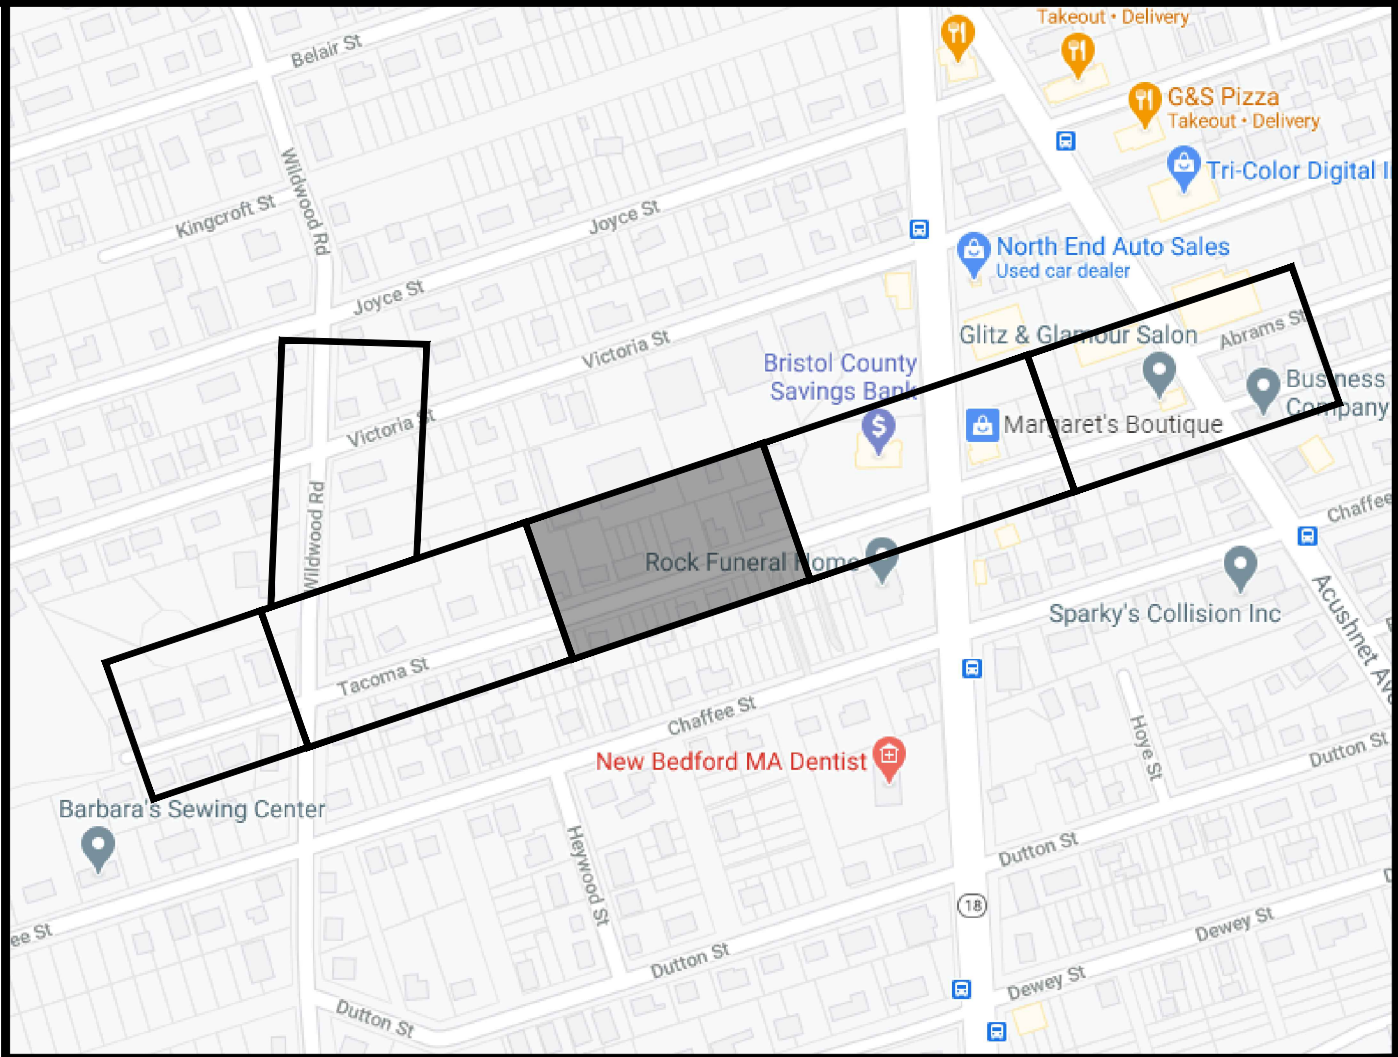 Takeout • Delivery
Belair St
G&S Pizza
Takeout • Delivery
Wildwood Rd
Tri-Color Digital
Kingcroft St
Joyce St
North End Auto Sales
Used car dealer
Joyce St
Abrams St
Glitz & Glamour Salon
Victoria St
Bristol County
Savings Bank
Business
Company
Victoria St
Margaret's Boutique
Wildwood Rd
Chaffee
Rock Funeral Home
Sparky's Collision Inc
Acushnet Av
Tacoma St
Chaffee St
Hoye St
New Bedford MA Dentist
Dutton St
Barbara's Sewing Center
Heywood St
Dutton St
18
ee St
Dewey St
Dutton St
Dewey St
Dutton St